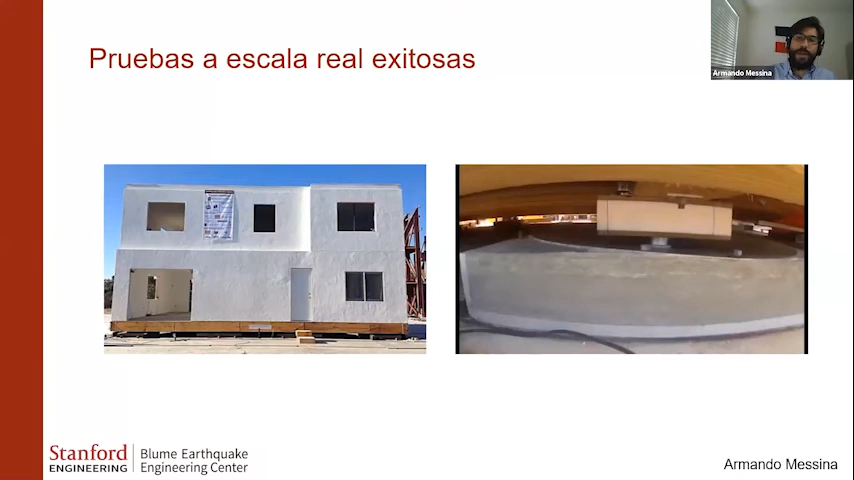 Pruebas a escala real exitosas
Armando Messina
Stanford
ENGINEERING
Blume Earthquake
Engineering Center
Armando Messina